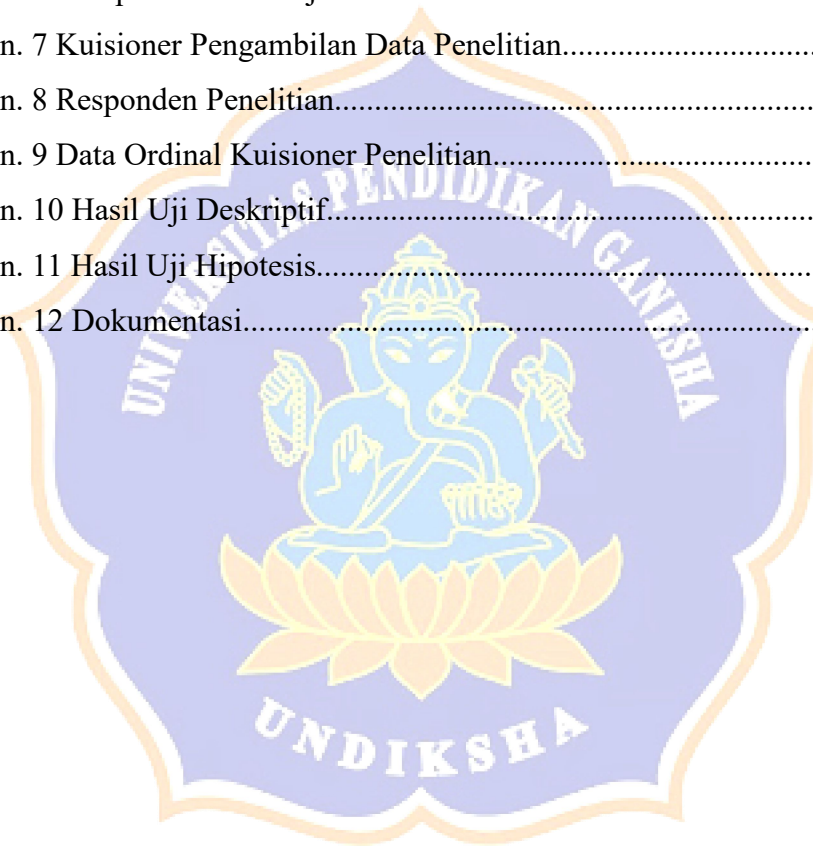 n. 7 Kuisioner Pengambilan Data Penelitian
n. 8 Responden Penelitian
n. 9 Data Ordinal Kuisioner Penelitian
n. 10 Hasil Uji Deskriptif
n. 11 Hasil Uji Hipotesis
n. 12 Dokumentasi
UNIVERSITAS PENDIDIKAN GANESHA
UNDIKSHA